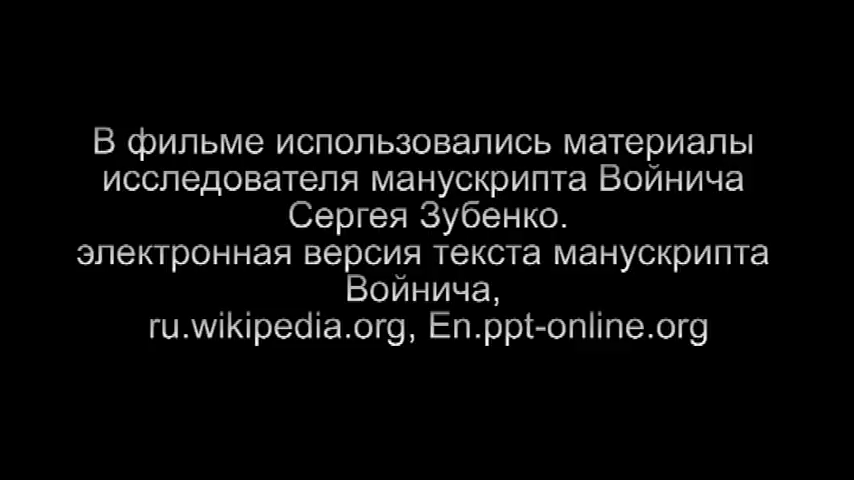 В фильме использовались материалы
исследователя манускрипта Войнича
Сергея Зубенко.
электронная версия текста манускрипта
Войнича,
ru.wikipedia.org, En.ppt-online.org